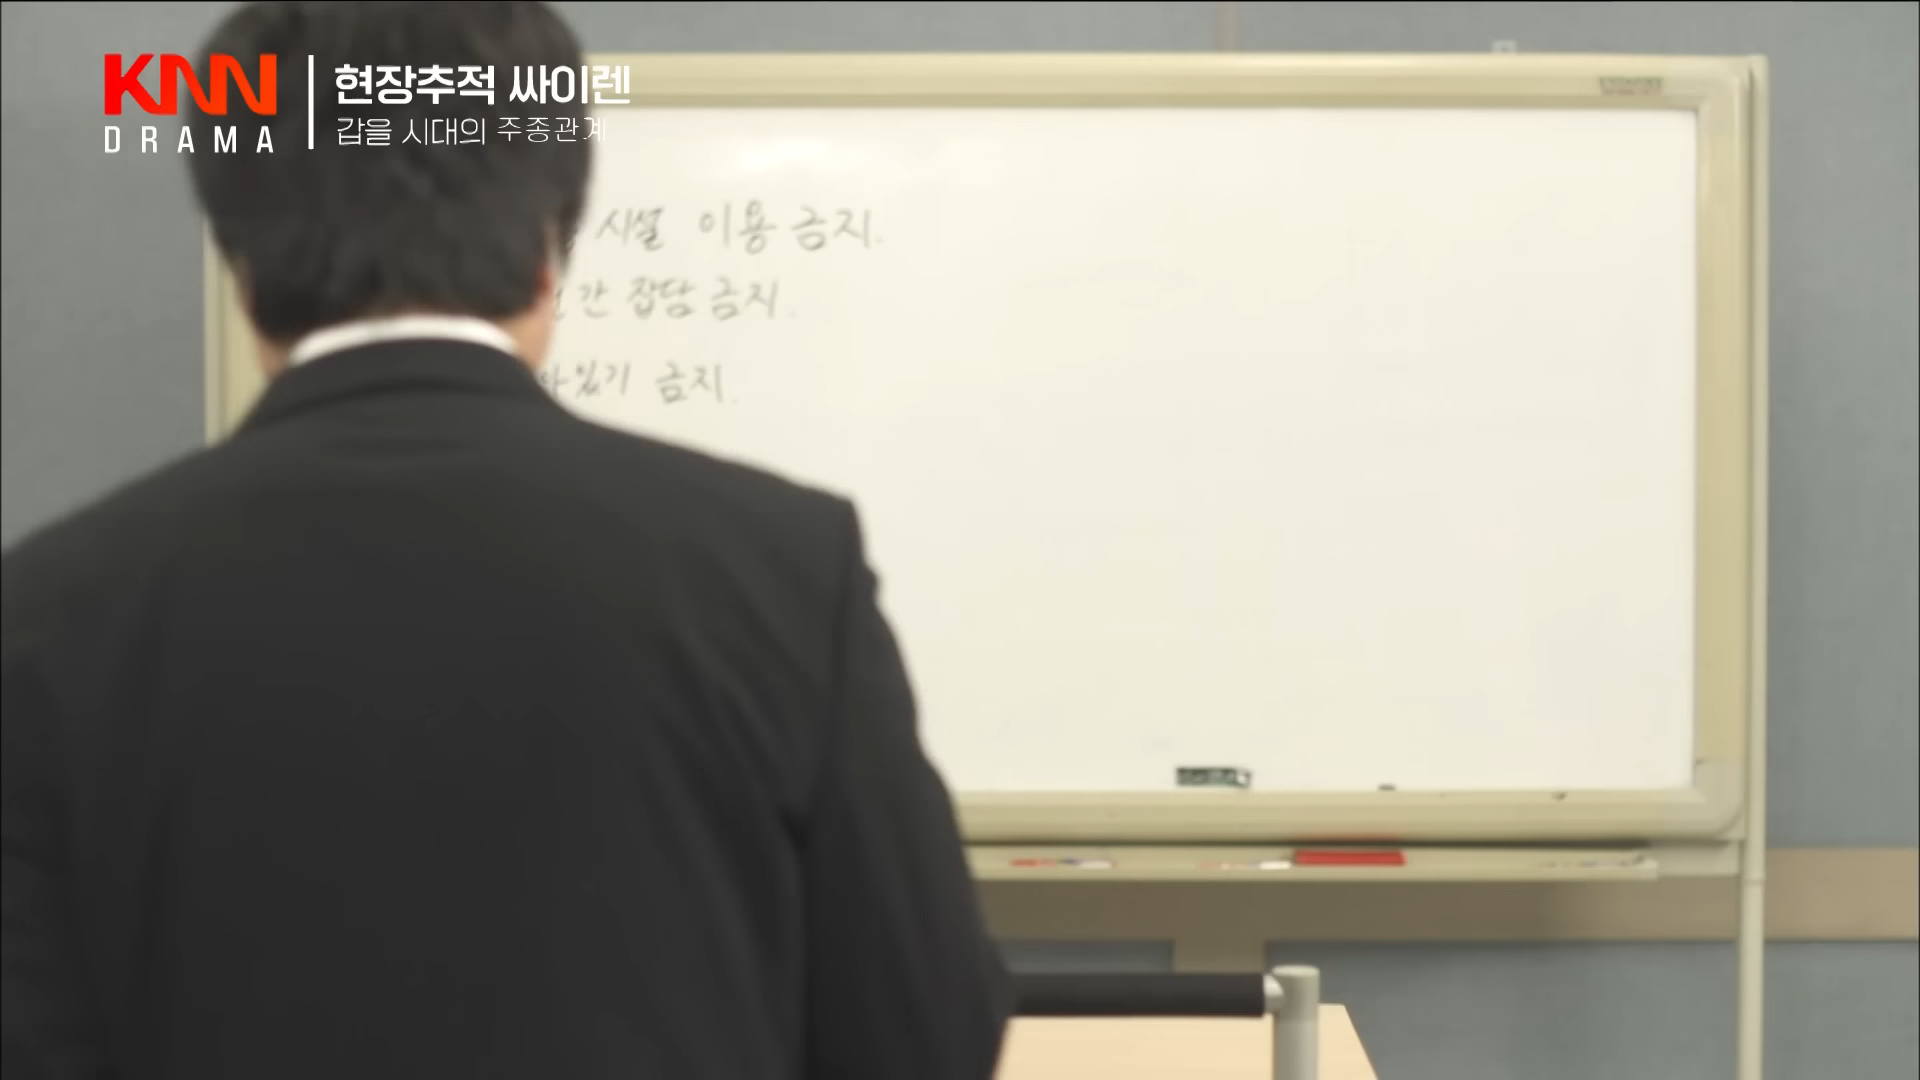 KNN
DRAMA
현장추적 싸이렌
갑을 시대의 주종관계
시설 이용 금지.
간 잡담 금지.
있기 금지.